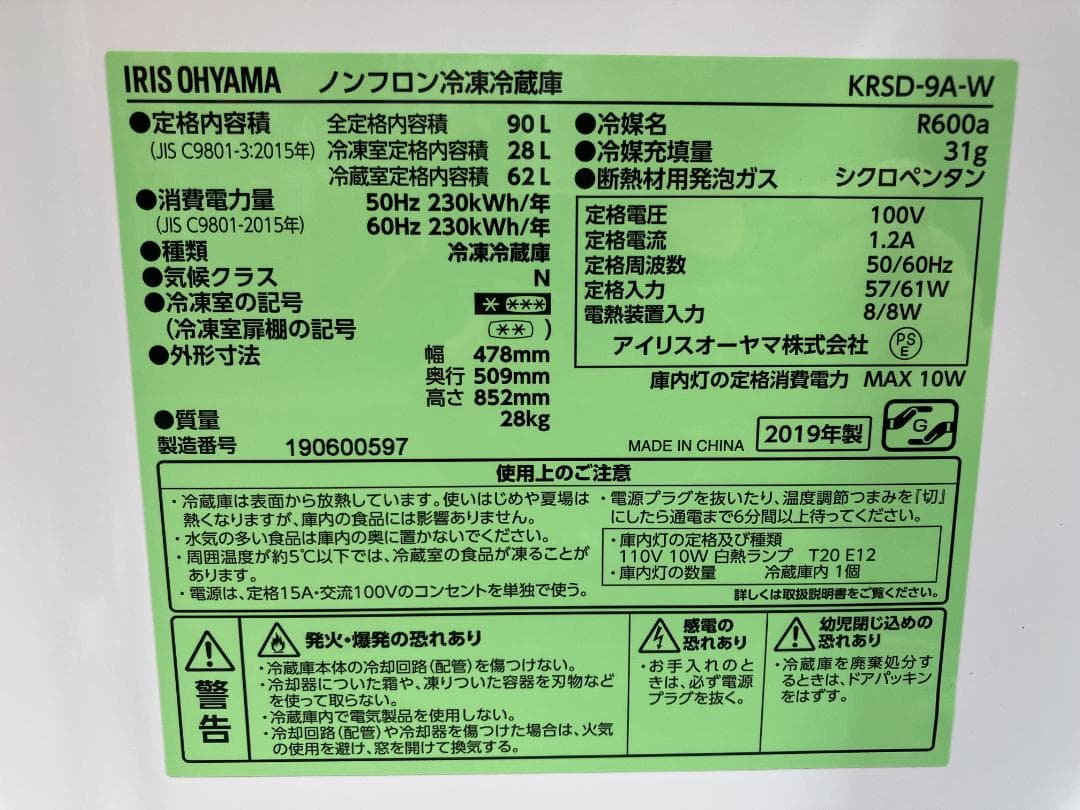 IRIS OHYAMA ノンフロン冷凍冷蔵庫 KRSD-9A-W
●定格内容積 全定格内容積 90 L
(JIS C9801-3:2015年) 冷凍室定格内容積 28 L
冷蔵室定格内容積 62 L
●消費電力量 50Hz 230kWh/年
(JIS C9801-2015年) 60Hz 230kWh/年
●種類 冷凍冷蔵庫
●気候クラス N
●冷凍室の記号 * ***
(冷凍室扉棚の記号 ** )
●外形寸法 幅 478mm
奥行 509mm
高さ 852mm
●質量 28kg
製造番号 190600597
●冷媒名 R600a
●冷媒充填量 31g
●断熱材用発泡ガス シクロペンタン
定格電圧 100V
定格電流 1.2A
定格周波数 50/60Hz
定格入力 57/61W
電熱装置入力 8/8W
アイリスオーヤマ株式会社 PS E
庫内灯の定格消費電力 MAX 10W
MADE IN CHINA 2019年製 G
使用上のご注意
・冷蔵庫は表面から放熱しています。使いはじめや夏場は
熱くなりますが、庫内の食品には影響ありません。
・水気の多い食品は庫内の奥に置かないでください。
・周囲温度が約5℃以下では、冷蔵室の食品が凍ることが
あります。
・電源は、定格15A・交流100Vのコンセントを単独で使う。
・電源プラグを抜いたり、温度調節つまみを『切』
にしたら通電まで6分間以上待ってください。
・庫内灯の定格及び種類
110V 10W 白熱ランプ T20 E12
・庫内灯の数量 冷蔵庫内 1個
詳しくは取扱説明書をご覧ください。
警告
発火・爆発の恐れあり
・冷蔵庫本体の冷却回路(配管)を傷つけない。
・冷却器についた霜や、凍りついた容器を刃物など
を使って取らない。
・冷蔵庫内で電気製品を使用しない。
・冷却回路(配管)や冷却器を傷つけた場合は、火気
の使用を避け、窓を開けて換気する。
感電の
恐れあり
・お手入れのと
きは、必ず電源
プラグを抜く。
幼児閉じ込めの
恐れあり
・冷蔵庫を廃棄処分す
るときは、ドアパッキン
をはずす。